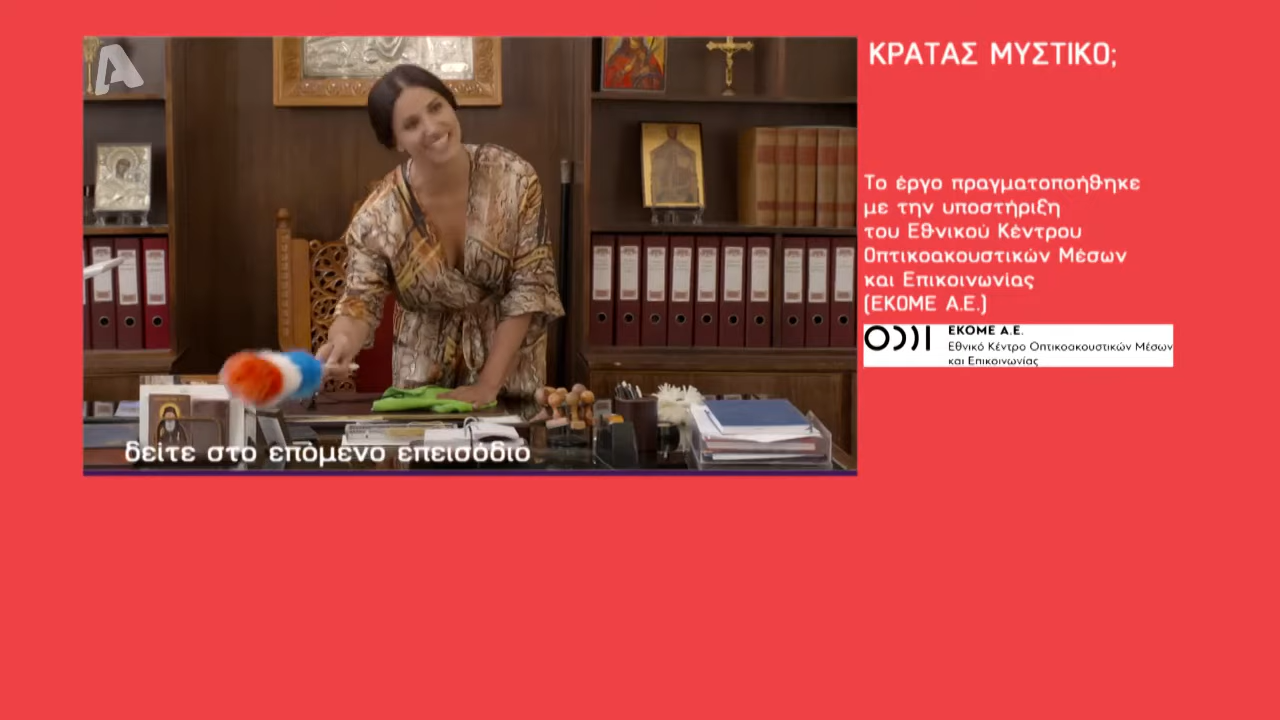 ΚΡΑΤΑΣ ΜΥΣΤΙΚΟ;
Το έργο πραγματοποήθηκε
με την υποστήριξη
του Εθνικού Κέντρου
Οπτικοακουστικών Μέσων
και Επικοινωνίας
(ΕΚΟΜΕ Α.Ε.)
ΕΚΟΜΕ Α.Ε.
Εθνικό Κέντρο Οπτικοακουστικών Μέσων
και Επικοινωνίας
δείτε στο επόμενο επεισόδιο